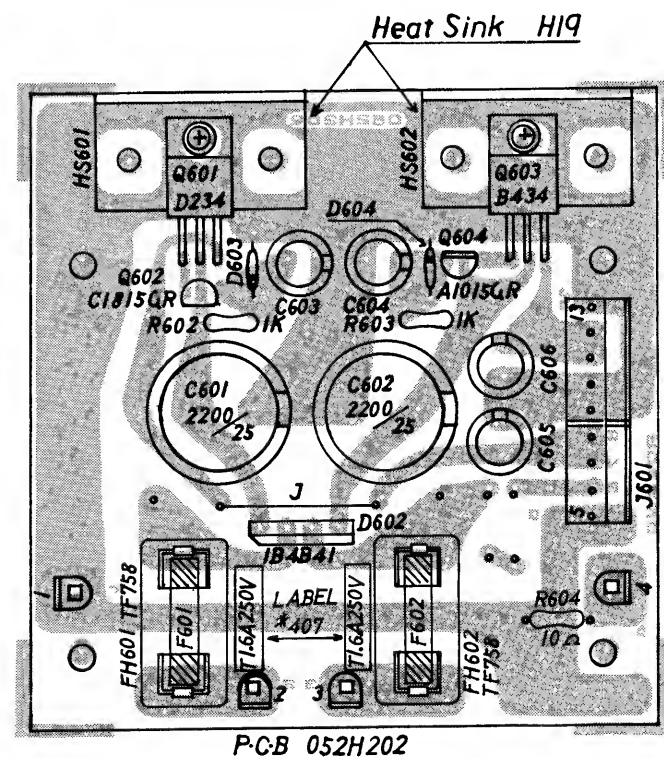 Heat Sink H19
HS601
Q601
D234
HS602
Q603
B434
D604
Q604
D603
Q602
C1815GR
C603
C604
A1015GR
R602
1K
R603
1K
C601
2200/25
C602
2200/25
C606
C605
13
5
J601
J
D602
1B4B41
1
FH601 TF758
F601
T1.6A250V
LABEL
*407
T1.6A250V
F602
FH602
TF758
R604
10Ω
4
2
3
P.C.B 052H202